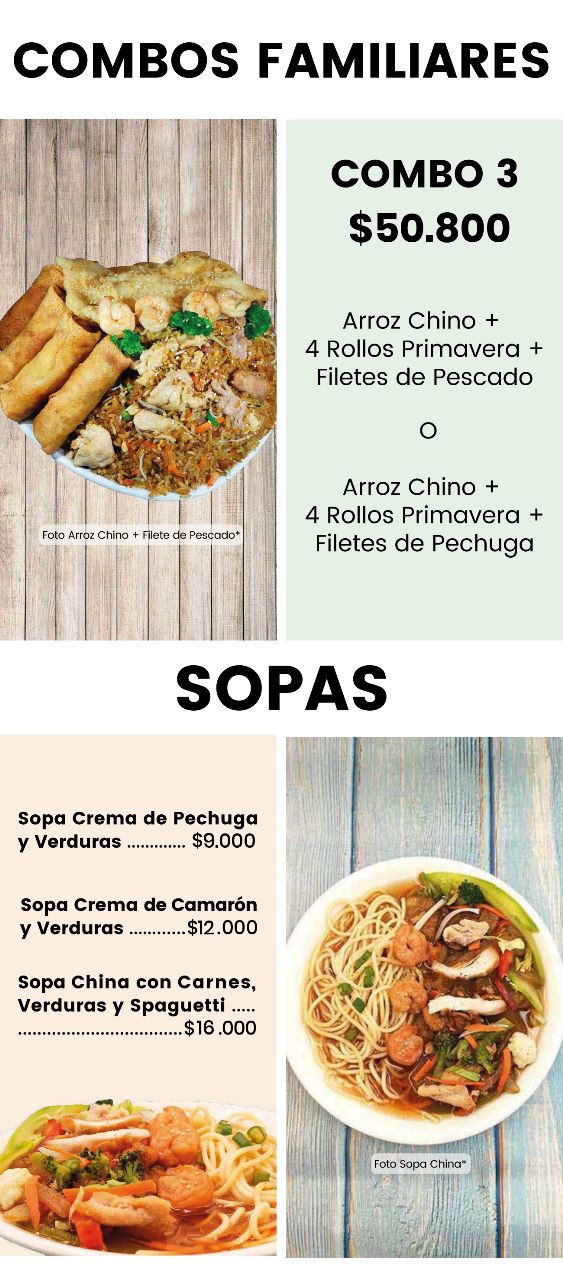 COMBOS FAMILIARES
COMBO 3
$50.800
Arroz Chino +
4 Rollos Primavera +
Filetes de Pescado
O
Arroz Chino +
4 Rollos Primavera +
Filetes de Pechuga
Foto Arroz Chino + Filete de Pescado*
SOPAS
Sopa Crema de Pechuga
y Verduras ............. $9.000
Sopa Crema de Camarón
y Verduras ............$12.000
Sopa China con Carnes,
Verduras y Spaguetti .....
..................................$16.000
Foto Sopa China*